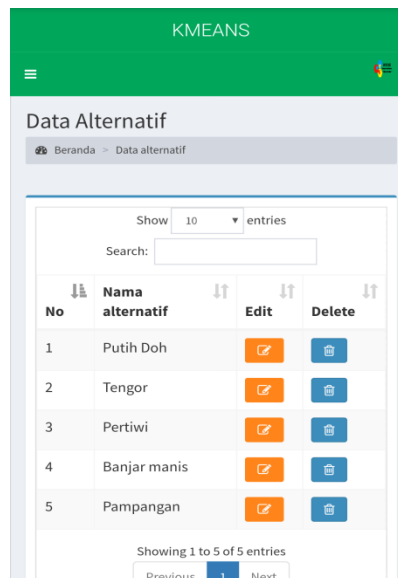 KMEANS
Data Alternatif
Beranda > Data alternatif
Show 10 entries
Search:
No Nama alternatif Edit Delete
1 Putih Doh
2 Tengor
3 Pertiwi
4 Banjar manis
5 Pampangan
Showing 1 to 5 of 5 entries
Previous 1 Next